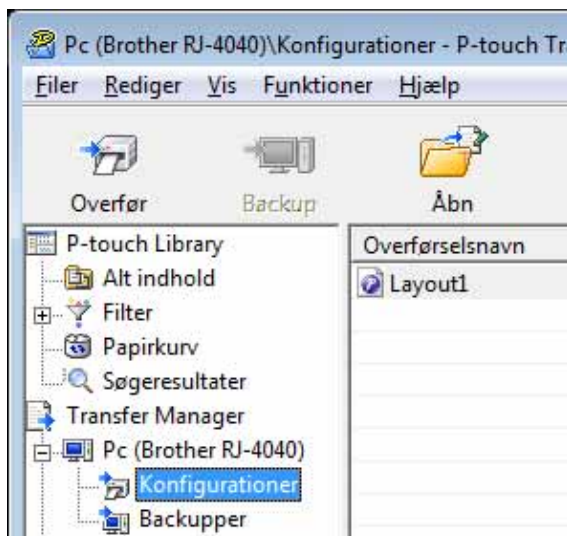 Pc (Brother RJ-4040)\Konfigurationer - P-touch Tr
Filer Rediger Vis Funktioner Hjælp
Overfør Backup Åbn
P-touch Library
Alt indhold
Filter
Papirkurv
Søgeresultater
Transfer Manager
Pc (Brother RJ-4040)
Konfigurationer
Backupper
Overførselsnavn
Layout1